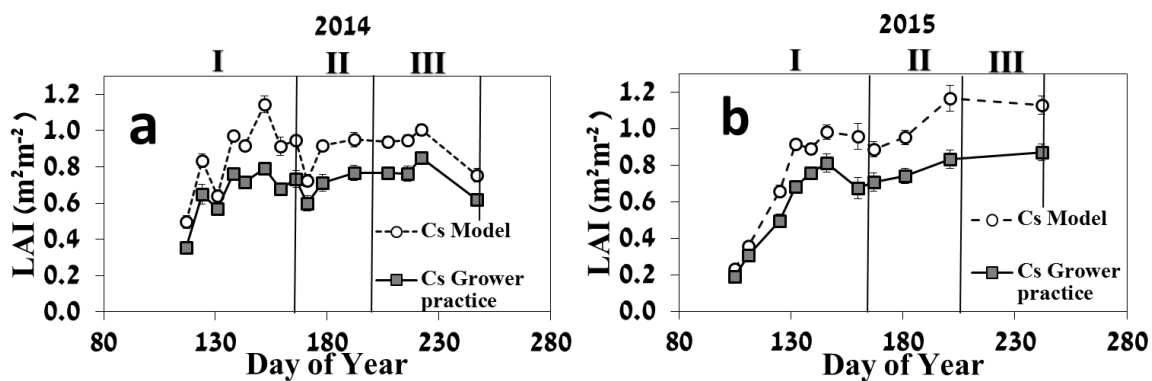 2014
I II III
LAI (m²m⁻²)
1.2
1.0
0.8
0.6
0.4
0.2
0.0
a
Cs Model
Cs Grower
practice
80 130 180 230 280
Day of Year
2015
I II III
LAI (m²m⁻²)
1.2
1.0
0.8
0.6
0.4
0.2
0.0
b
Cs Model
Cs Grower
practice
80 130 180 230 280
Day of Year